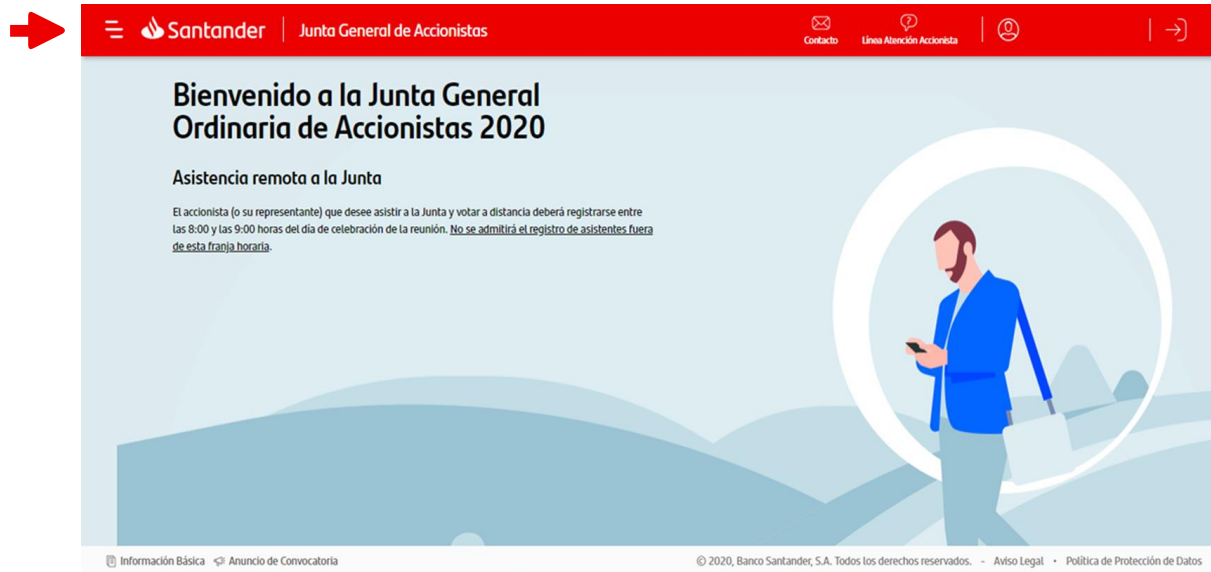 Santander
Junta General de Accionistas
Contacto
Línea Atención Accionista
Bienvenido a la Junta General
Ordinaria de Accionistas 2020
Asistencia remota a la Junta
El accionista (o su representante) que desee asistir a la Junta y votar a distancia deberá registrarse entre
las 8:00 y las 9:00 horas del día de celebración de la reunión. No se admitirá el registro de asistentes fuera
de esta franja horaria.
Información Básica Anuncio de Convocatoria
© 2020, Banco Santander, S.A. Todos los derechos reservados. - Aviso Legal • Política de Protección de Datos